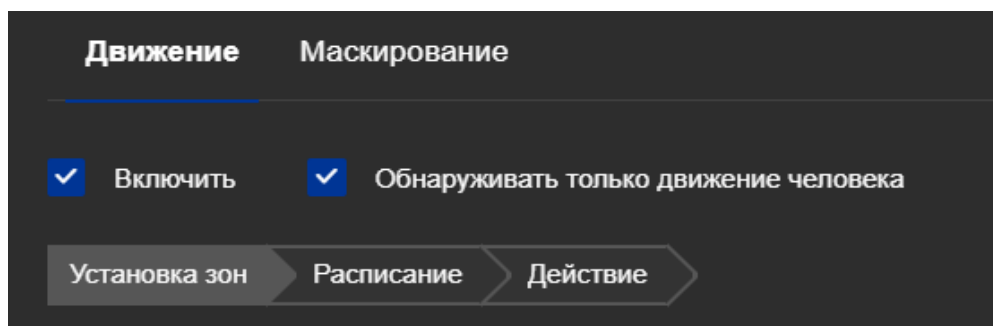 Движение Маскирование
Включить Обнаруживать только движение человека
Установка зон Расписание Действие